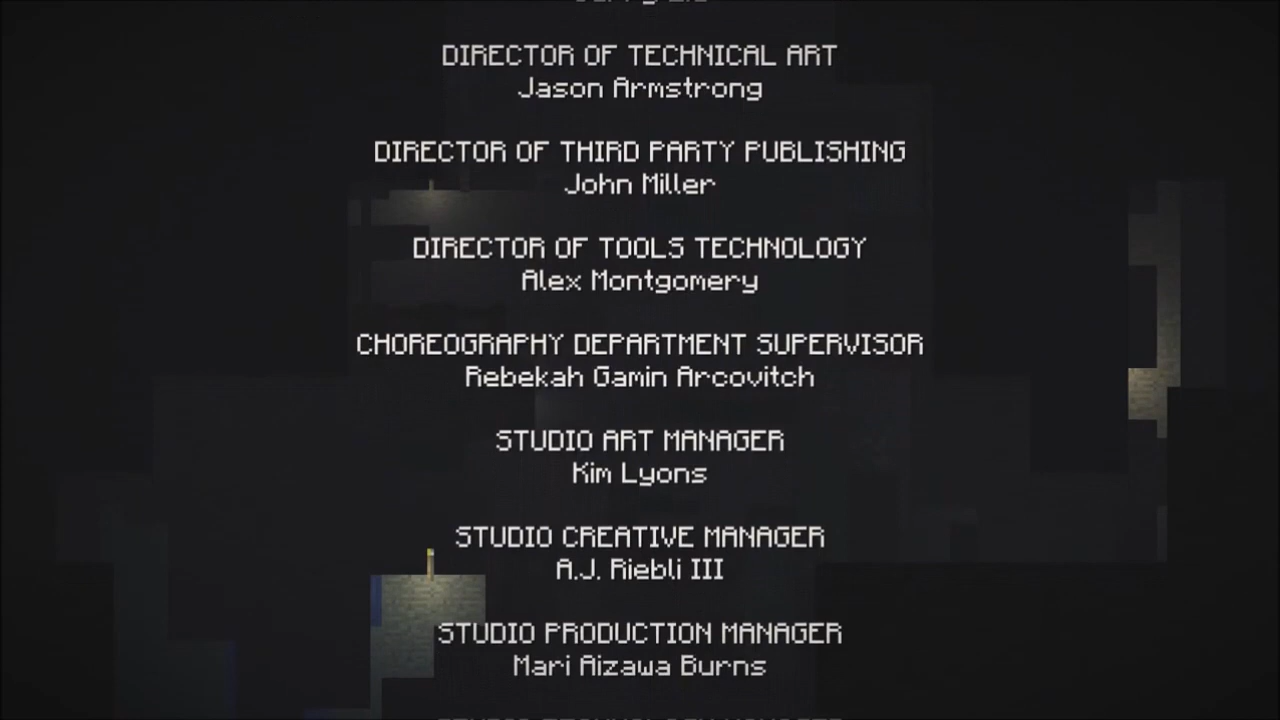 DIRECTOR OF TECHNICAL ART
Jason Armstrong
DIRECTOR OF THIRD PARTY PUBLISHING
John Miller
DIRECTOR OF TOOLS TECHNOLOGY
Alex Montgomery
CHOREOGRAPHY DEPARTMENT SUPERVISOR
Rebekah Gamin Arcovitch
STUDIO ART MANAGER
Kim Lyons
STUDIO CREATIVE MANAGER
A.J. Riebli III
STUDIO PRODUCTION MANAGER
Mari Aizawa Burns